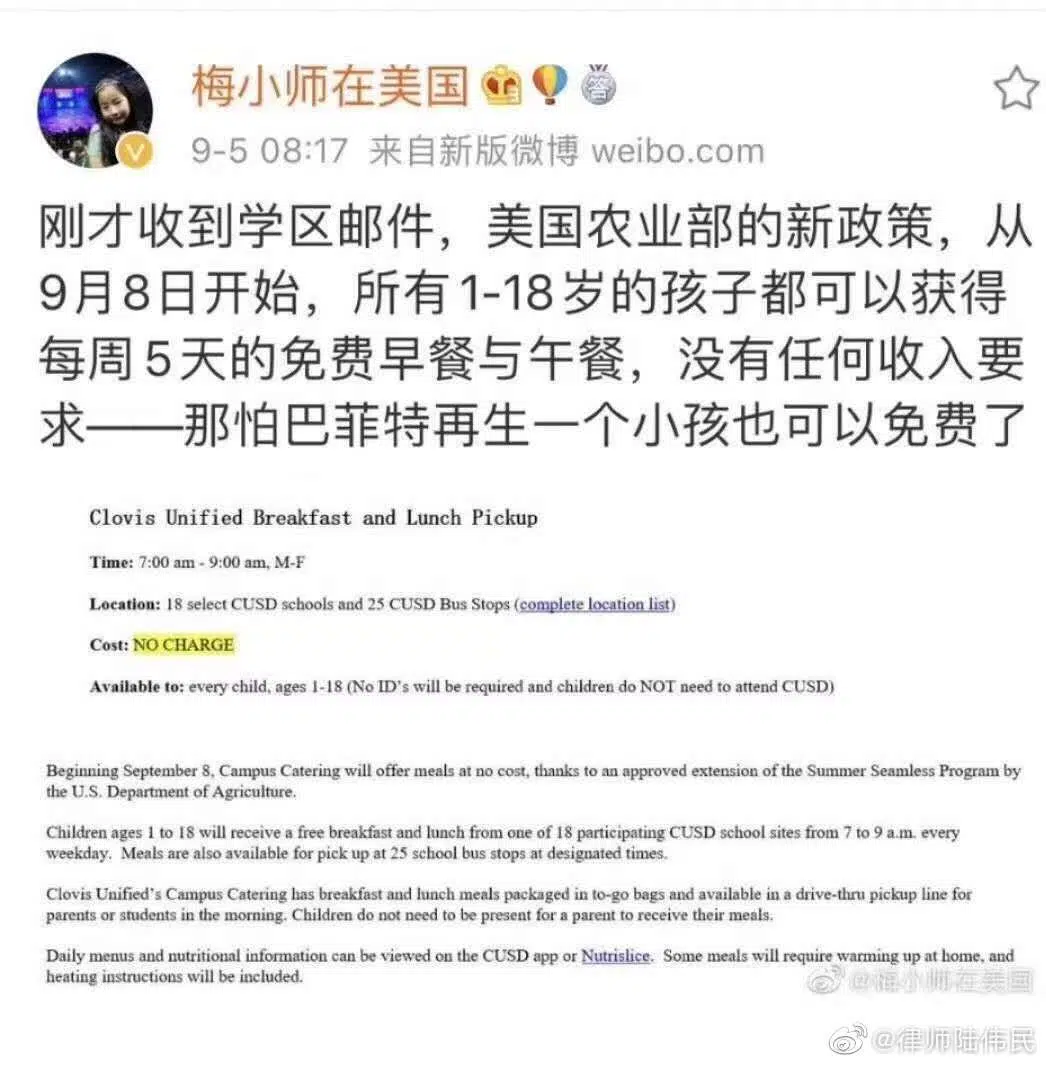 梅小师在美国
答
9-5 08:17 来自新版微博 weibo.com
刚才收到学区邮件，美国农业部的新政策，从
9月8日开始，所有1-18岁的孩子都可以获得
每周5天的免费早餐与午餐，没有任何收入要
求——那怕巴菲特再生一个小孩也可以免费了
Clovis Unified Breakfast and Lunch Pickup
Time: 7:00 am - 9:00 am, M-F
Location: 18 select CUSD schools and 25 CUSD Bus Stops (complete location list)
Cost: NO CHARGE
Available to: every child, ages 1-18 (No ID's will be required and children do NOT need to attend CUSD)
Beginning September 8, Campus Catering will offer meals at no cost, thanks to an approved extension of the Summer Seamless Program by
the U.S. Department of Agriculture.
Children ages 1 to 18 will receive a free breakfast and lunch from one of 18 participating CUSD school sites from 7 to 9 a.m. every
weekday. Meals are also available for pick up at 25 school bus stops at designated times.
Clovis Unified's Campus Catering has breakfast and lunch meals packaged in to-go bags and available in a drive-thru pickup line for
parents or students in the morning. Children do not need to be present for a parent to receive their meals.
Daily menus and nutritional information can be viewed on the CUSD app or Nutrislice. Some meals will require warming up at home, and
heating instructions will be included.
@梅小师在美国
@律师陆伟民